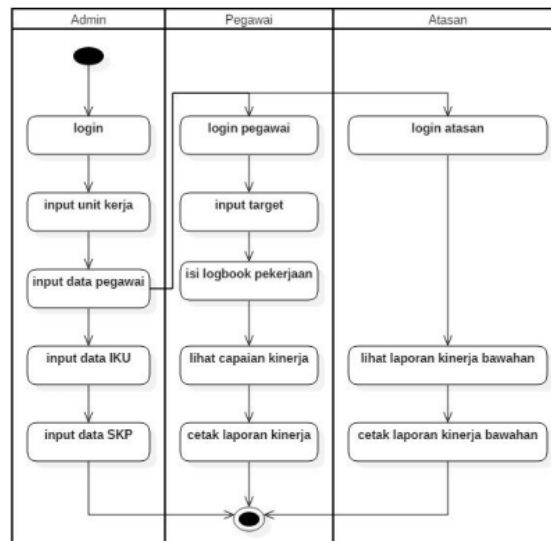 Admin
Pegawai
Atasan
login
login pegawai
login atasan
input unit kerja
input target
input data pegawai
isi logbook pekerjaan
input data IKU
lihat capaian kinerja
lihat laporan kinerja bawahan
input data SKP
cetak laporan kinerja
cetak laporan kinerja bawahan